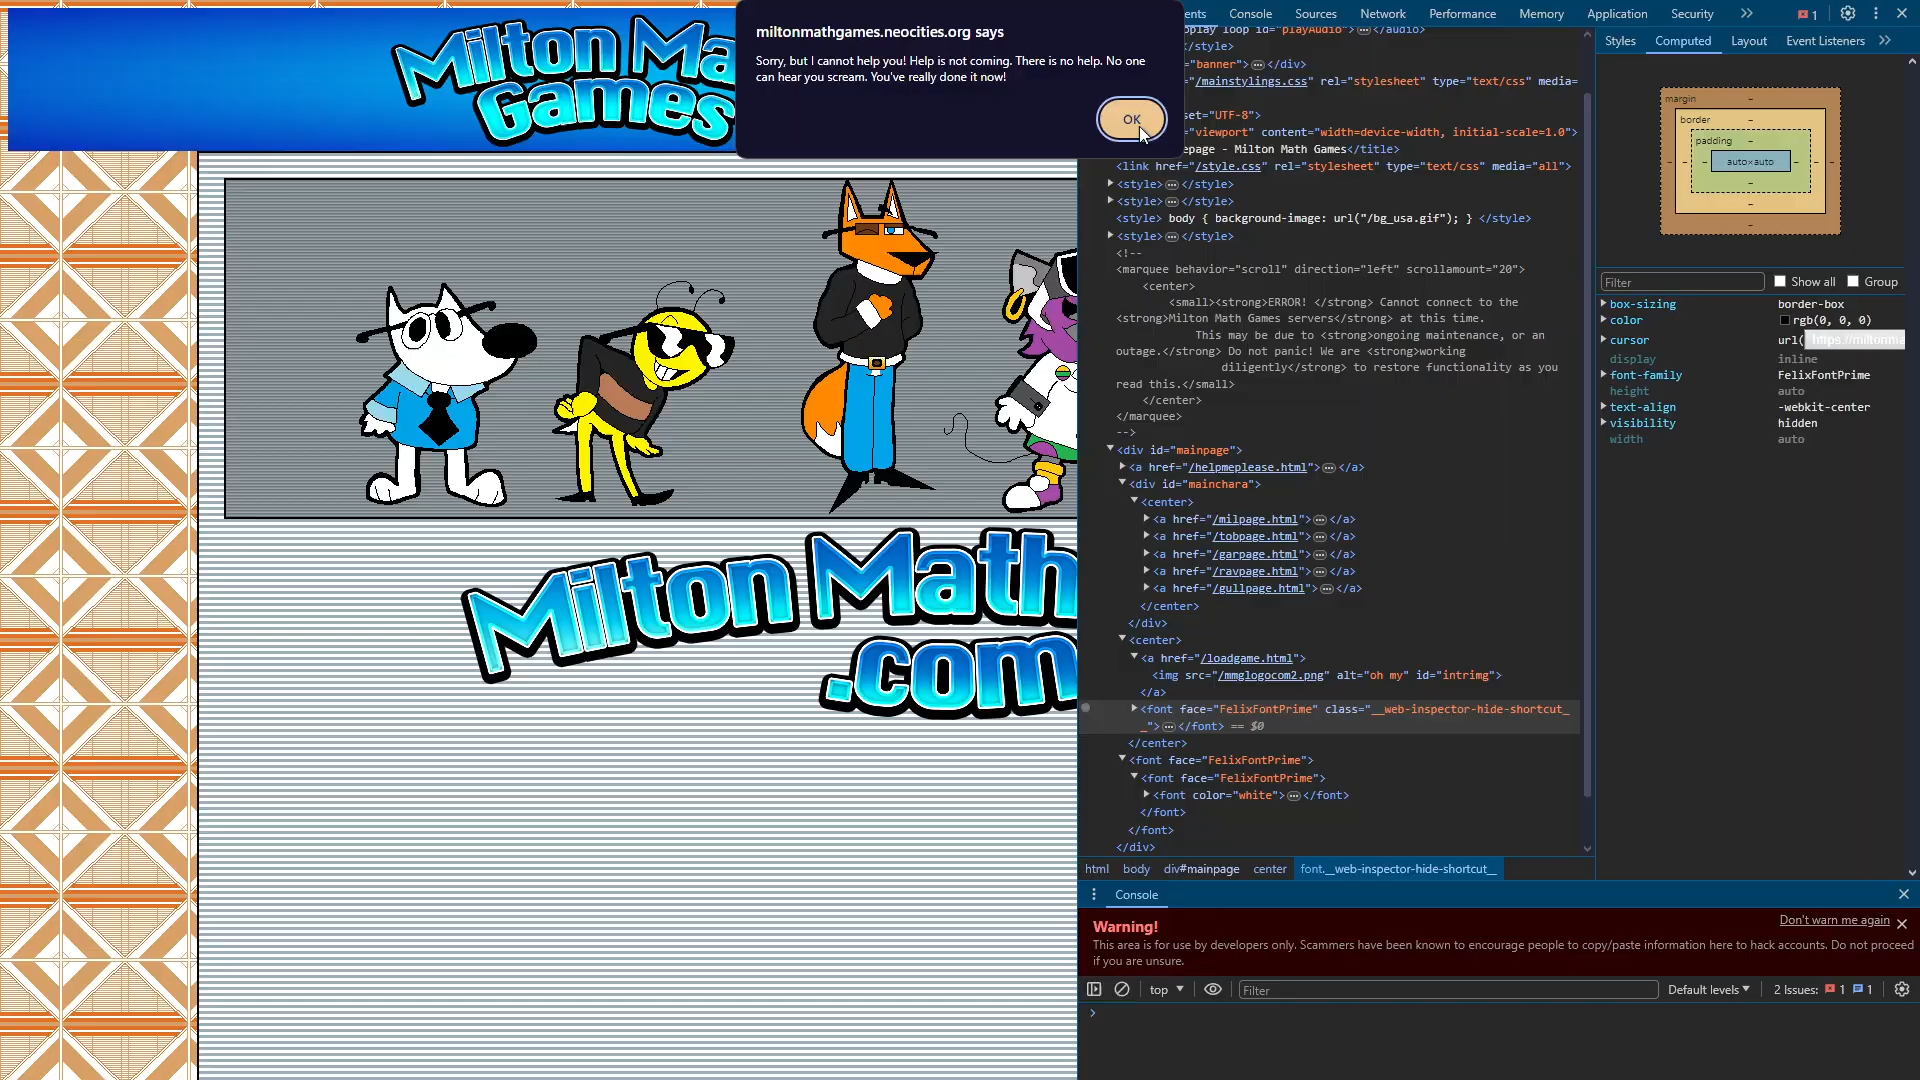 Milton Ma
Games
miltonmathgames.neocities.org says
Sorry, but I cannot help you! Help is not coming. There is no help. No one
can hear you scream. You've really done it now!
OK
ents
Console
Sources
Network
Performance
Memory
Application
Security
1
oplay loop id="playAudio"></audio>
</style>
"banner"></div>
="/mainstylings.css" rel="stylesheet" type="text/css" media=
set="UTF-8">
="viewport" content="width=device-width, initial-scale=1.0">
epage - Milton Math Games</title>
<link href="/style.css" rel="stylesheet" type="text/css" media="all">
<style></style>
<style></style>
<style> body { background-image: url("/bg_usa.gif"); } </style>
<style></style>
<!--
<marquee behavior="scroll" direction="left" scrollamount="20">
<center>
<small><strong>ERROR! </strong> Cannot connect to the
<strong>Milton Math Games servers</strong> at this time.
This may be due to <strong>ongoing maintenance, or an
outage.</strong> Do not panic! We are <strong>working
diligently</strong> to restore functionality as you
read this.</small>
</center>
</marquee>
-->
<div id="mainpage">
<a href="/helpmeplease.html"></a>
<div id="mainchara">
<center>
<a href="/milpage.html"></a>
<a href="/tobpage.html"></a>
<a href="/garpage.html"></a>
<a href="/ravpage.html"></a>
<a href="/gullpage.html"></a>
</center>
</div>
<center>
<a href="/loadgame.html">
<img src="/mmglogocom2.png" alt="oh my" id="intrimg">
</a>
<font face="FelixFontPrime" class="__web-inspector-hide-shortcut_
_"></font> == $0
</center>
<font face="FelixFontPrime">
<font face="FelixFontPrime">
<font color="white"></font>
</font>
</font>
</div>
html body div#mainpage center font.__web-inspector-hide-shortcut__
Styles
Computed
Layout
Event Listeners
margin
border
padding
auto×auto
Filter
Show all
Group
box-sizing border-box
color rgb(0, 0, 0)
cursor url( https://miltonma
display inline
font-family FelixFontPrime
height auto
text-align -webkit-center
visibility hidden
width auto
Milton Math
.com
Console
Warning!
Don't warn me again
This area is for use by developers only. Scammers have been known to encourage people to copy/paste information here to hack accounts. Do not proceed
if you are unsure.
top
Filter
Default levels
2 Issues: 1 1